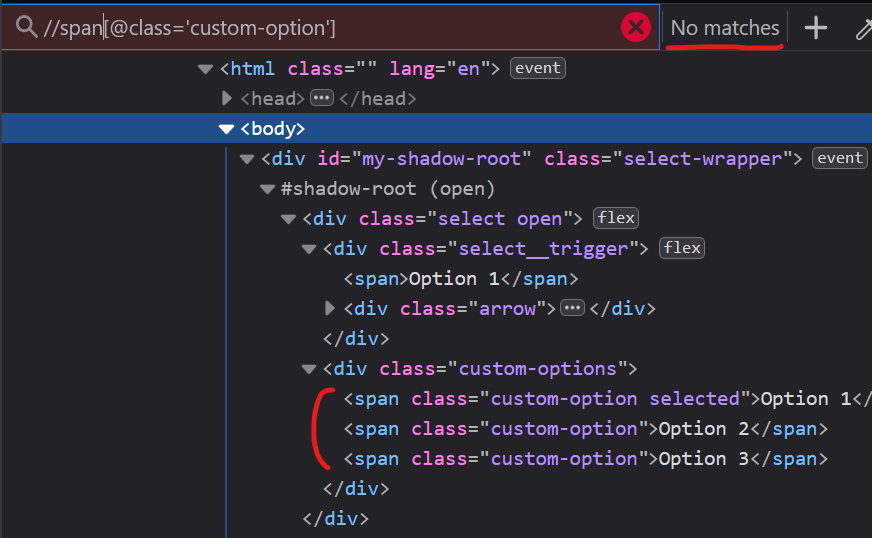 //span[@class='custom-option'] No matches
<html class="" lang="en"> event
<head> ••• </head>
<body>
<div id="my-shadow-root" class="select-wrapper"> event
#shadow-root (open)
<div class="select open"> flex
<div class="select__trigger"> flex
<span>Option 1</span>
<div class="arrow"> ••• </div>
</div>
<div class="custom-options">
<span class="custom-option selected">Option 1</
<span class="custom-option">Option 2</span>
<span class="custom-option">Option 3</span>
</div>
</div>